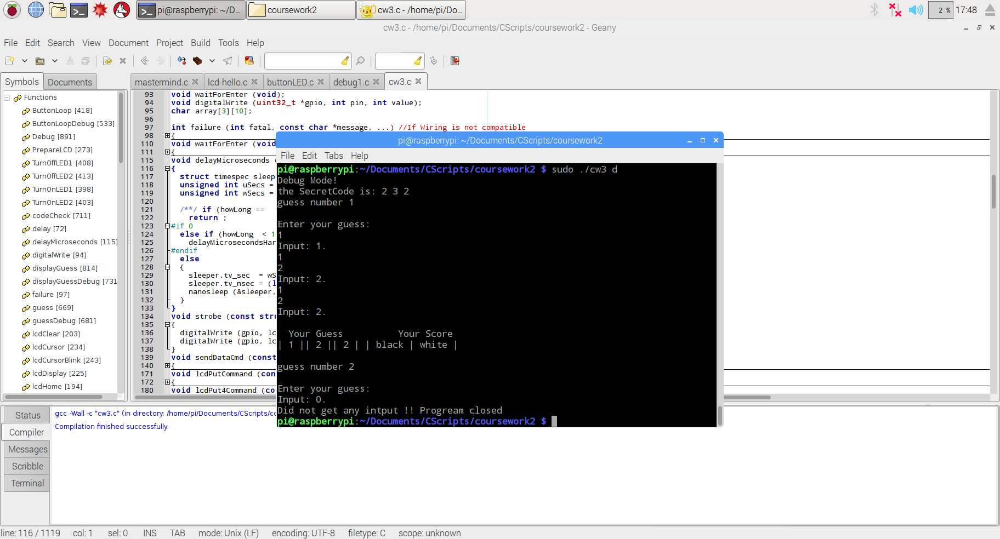 pi@raspberrypi: ~/D...
coursework2
cw3.c - /home/pi/Do...
2 %
17:48
cw3.c - /home/pi/Documents/CScripts/coursework2 - Geany
File Edit Search View Document Project Build Tools Help
Symbols Documents
mastermind.c lcd-hello.c buttonLED.c debug1.c cw3.c
Functions
ButtonLoop [418]
ButtonLoopDebug [533]
Debug [891]
PrepareLCD [273]
TurnOffLED1 [408]
TurnOffLED2 [413]
TurnOnLED1 [398]
TurnOnLED2 [403]
codeCheck [711]
delay [72]
delayMicroseconds [115]
digitalWrite [94]
displayGuess [814]
displayGuessDebug [731
failure [97]
guess [669]
guessDebug [681]
lcdClear [203]
lcdCursor [234]
lcdCursorBlink [243]
lcdDisplay [225]
lcdHome [194]
93 void waitForEnter (void);
94 void digitalWrite (uint32_t *gpio, int pin, int value);
95 char array[3][10];
96
97 int failure (int fatal, const char *message, ...) //If Wiring is not compatible
98 {
110 void waitForEnter (void
111 {
115 void delayMicroseconds (
116 {
117 struct timespec sleep
118 unsigned int uSecs =
119 unsigned int wSecs =
120
121 /**/ if (howLong ==
122 return ;
123 #if 0
124 else if (howLong < 1
125 delayMicrosecondsHar
126 #endif
127 else
128 {
129 sleeper.tv_sec = wS
130 sleeper.tv_nsec = (l
131 nanosleep (&sleeper,
132 }
133 }
134 void strobe (const stru
135 {
136 digitalWrite (gpio, lc
137 digitalWrite (gpio, lc
138 }
139 void sendDataCmd (const
140 {
171 void lcdPutCommand (con
172 {
180 void lcdPut4Command (co
pi@raspberrypi: ~/Documents/CScripts/coursework2
File Edit Tabs Help
pi@raspberrypi:~/Documents/CScripts/coursework2 $ sudo ./cw3 d
Debug Mode!
the SecretCode is: 2 3 2
guess number 1
Enter your guess:
1
Input: 1.
1
2
Input: 2.
1
2
Input: 2.
Your Guess Your Score
| 1 || 2 || 2 | | black | white |
guess number 2
Enter your guess:
Input: 0.
Did not get any intput !! Progream closed
pi@raspberrypi:~/Documents/CScripts/coursework2 $
Status
Compiler
Messages
Scribble
Terminal
gcc -Wall -c "cw3.c" (in directory: /home/pi/Documents/CScripts/co
Compilation finished successfully.
line: 116 / 1119 col: 1 sel: 0 INS TAB mode: Unix (LF) encoding: UTF-8 filetype: C scope: unknown